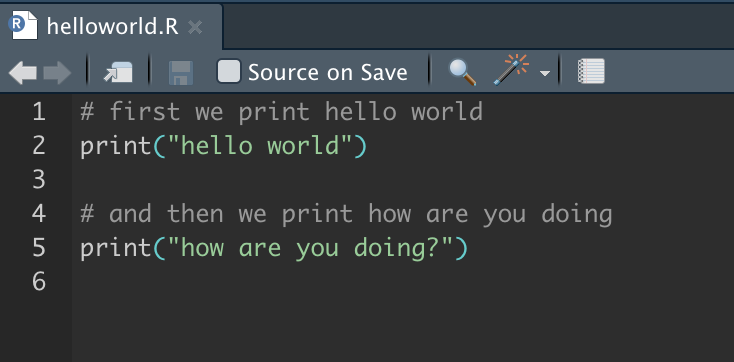 R helloworld.R
Source on Save
1 # first we print hello world
2 print("hello world")
3
4 # and then we print how are you doing
5 print("how are you doing?")
6